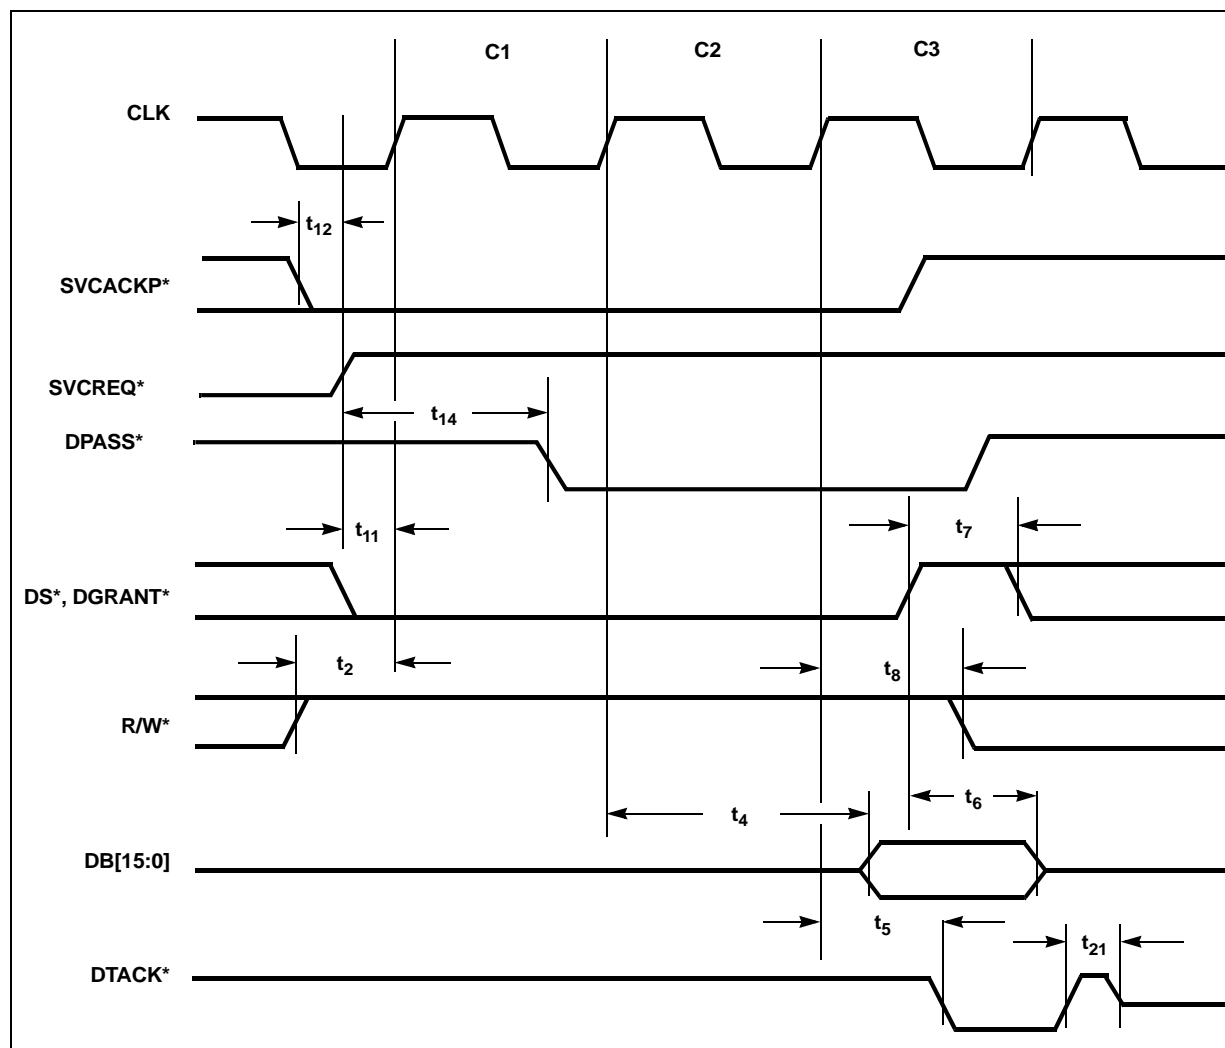 C1 C2 C3
CLK
t12
SVCACKP*
SVCREQ*
t14
DPASS*
t11 t7
DS*, DGRANT*
t2 t8
R/W*
t6
t4
DB[15:0]
t5
t21
DTACK*